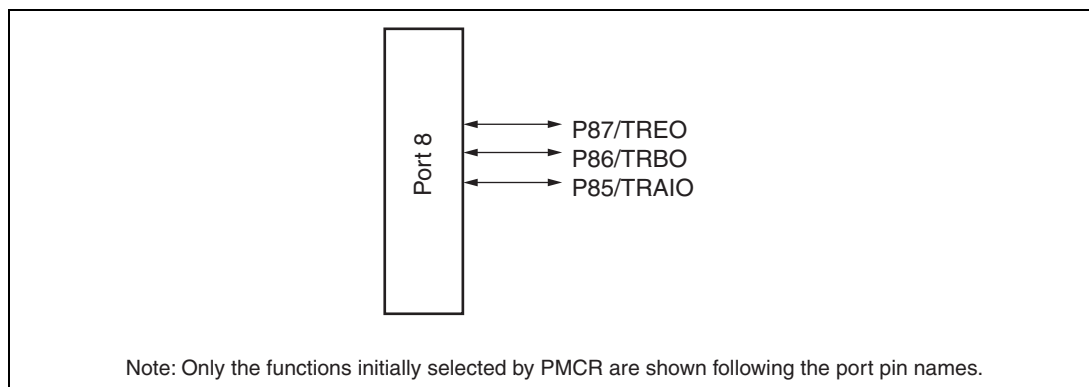 Port 8
P87/TREO
P86/TRBO
P85/TRAIO
Note: Only the functions initially selected by PMCR are shown following the port pin names.